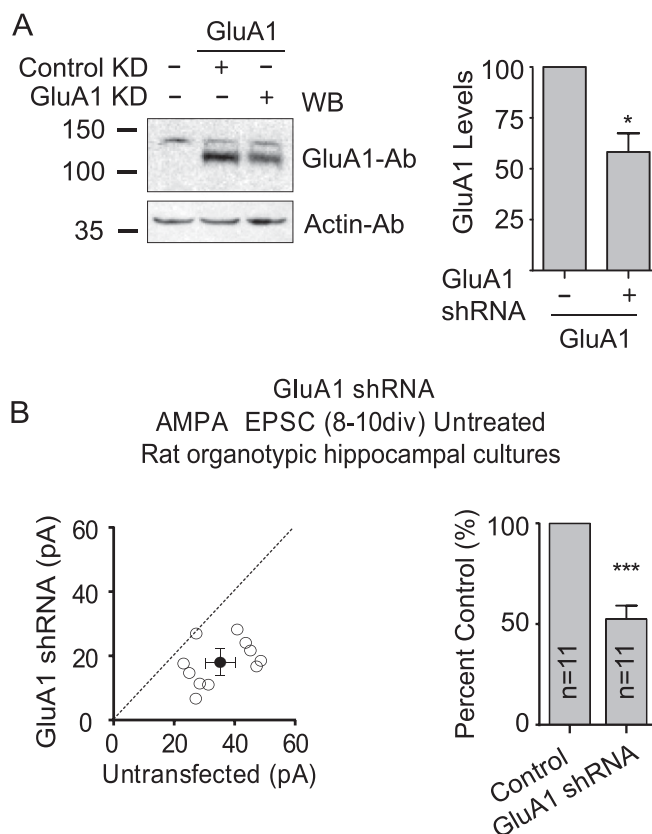 A
GluA1
Control KD – + –
GluA1 KD – – + WB
150
100
GluA1-Ab
35
Actin-Ab
GluA1 Levels
100
75
50
25
*
GluA1 shRNA – +
GluA1
B
GluA1 shRNA
AMPA EPSC (8-10div) Untreated
Rat organotypic hippocampal cultures
GluA1 shRNA (pA)
60
40
20
0
0 20 40 60
Untransfected (pA)
Percent Control (%)
100
50
0
***
n=11 n=11
Control
GluA1 shRNA